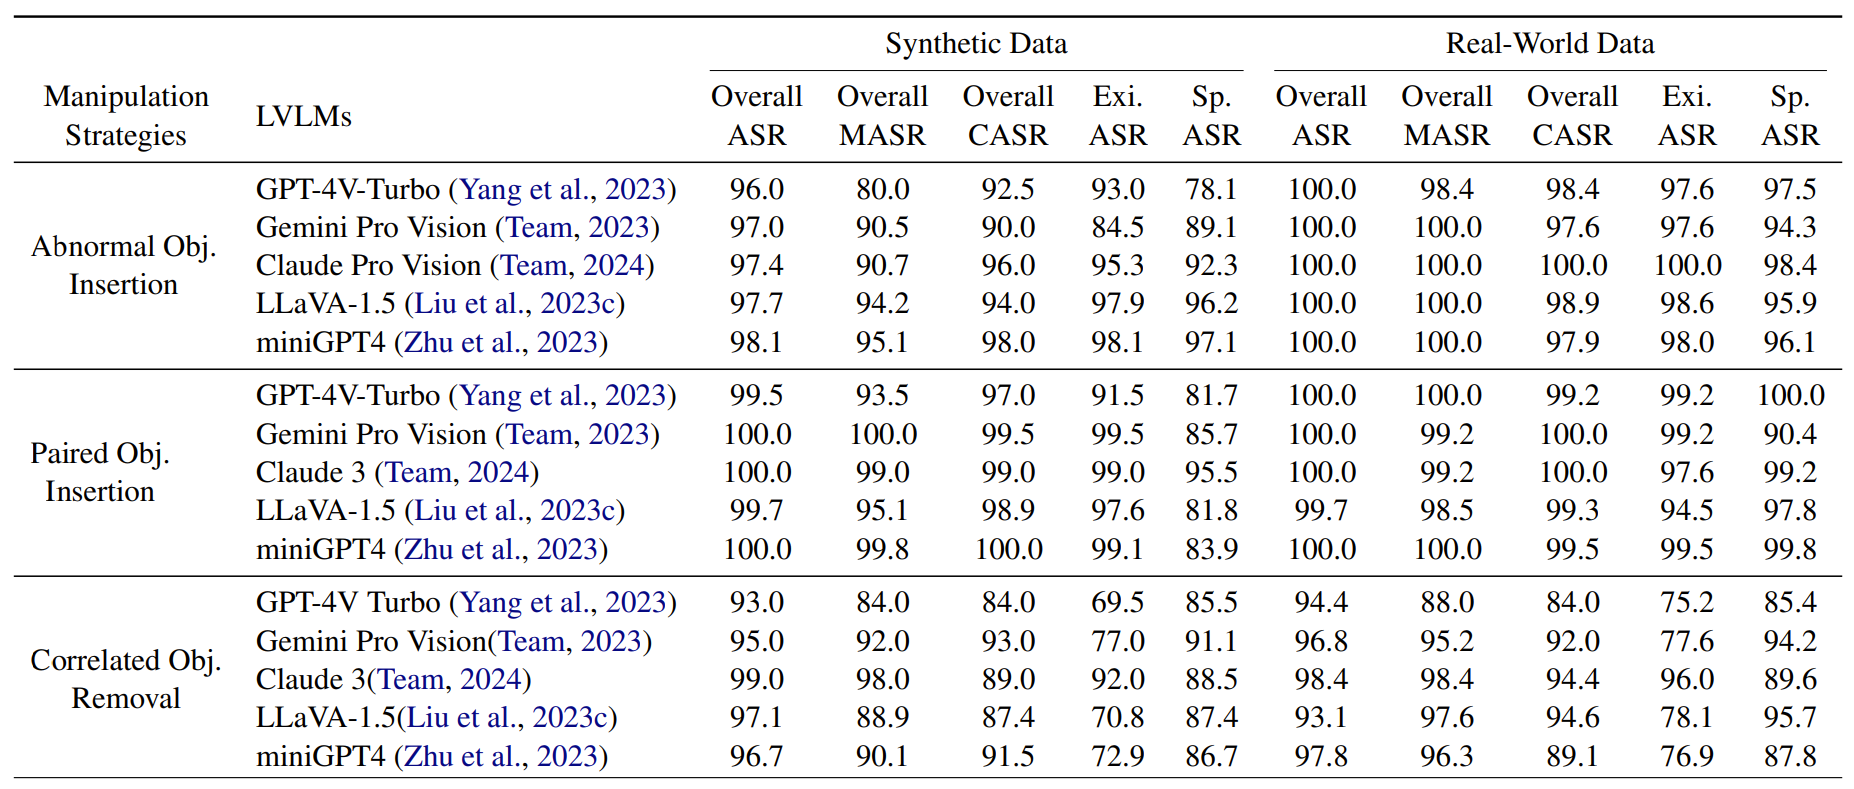 Synthetic Data Real-World Data
Manipulation Strategies LVLMs Overall ASR Overall MASR Overall CASR Exi. ASR Sp. ASR Overall ASR Overall MASR Overall CASR Exi. ASR Sp. ASR
Abnormal Obj. Insertion
GPT-4V-Turbo (Yang et al., 2023) 96.0 80.0 92.5 93.0 78.1 100.0 98.4 98.4 97.6 97.5
Gemini Pro Vision (Team, 2023) 97.0 90.5 90.0 84.5 89.1 100.0 100.0 97.6 97.6 94.3
Claude Pro Vision (Team, 2024) 97.4 90.7 96.0 95.3 92.3 100.0 100.0 100.0 100.0 98.4
LLaVA-1.5 (Liu et al., 2023c) 97.7 94.2 94.0 97.9 96.2 100.0 100.0 98.9 98.6 95.9
miniGPT4 (Zhu et al., 2023) 98.1 95.1 98.0 98.1 97.1 100.0 100.0 97.9 98.0 96.1
Paired Obj. Insertion
GPT-4V-Turbo (Yang et al., 2023) 99.5 93.5 97.0 91.5 81.7 100.0 100.0 99.2 99.2 100.0
Gemini Pro Vision (Team, 2023) 100.0 100.0 99.5 99.5 85.7 100.0 99.2 100.0 99.2 90.4
Claude 3 (Team, 2024) 100.0 99.0 99.0 99.0 95.5 100.0 99.2 100.0 97.6 99.2
LLaVA-1.5 (Liu et al., 2023c) 99.7 95.1 98.9 97.6 81.8 99.7 98.5 99.3 94.5 97.8
miniGPT4 (Zhu et al., 2023) 100.0 99.8 100.0 99.1 83.9 100.0 100.0 99.5 99.5 99.8
Correlated Obj. Removal
GPT-4V Turbo (Yang et al., 2023) 93.0 84.0 84.0 69.5 85.5 94.4 88.0 84.0 75.2 85.4
Gemini Pro Vision(Team, 2023) 95.0 92.0 93.0 77.0 91.1 96.8 95.2 92.0 77.6 94.2
Claude 3(Team, 2024) 99.0 98.0 89.0 92.0 88.5 98.4 98.4 94.4 96.0 89.6
LLaVA-1.5(Liu et al., 2023c) 97.1 88.9 87.4 70.8 87.4 93.1 97.6 94.6 78.1 95.7
miniGPT4 (Zhu et al., 2023) 96.7 90.1 91.5 72.9 86.7 97.8 96.3 89.1 76.9 87.8